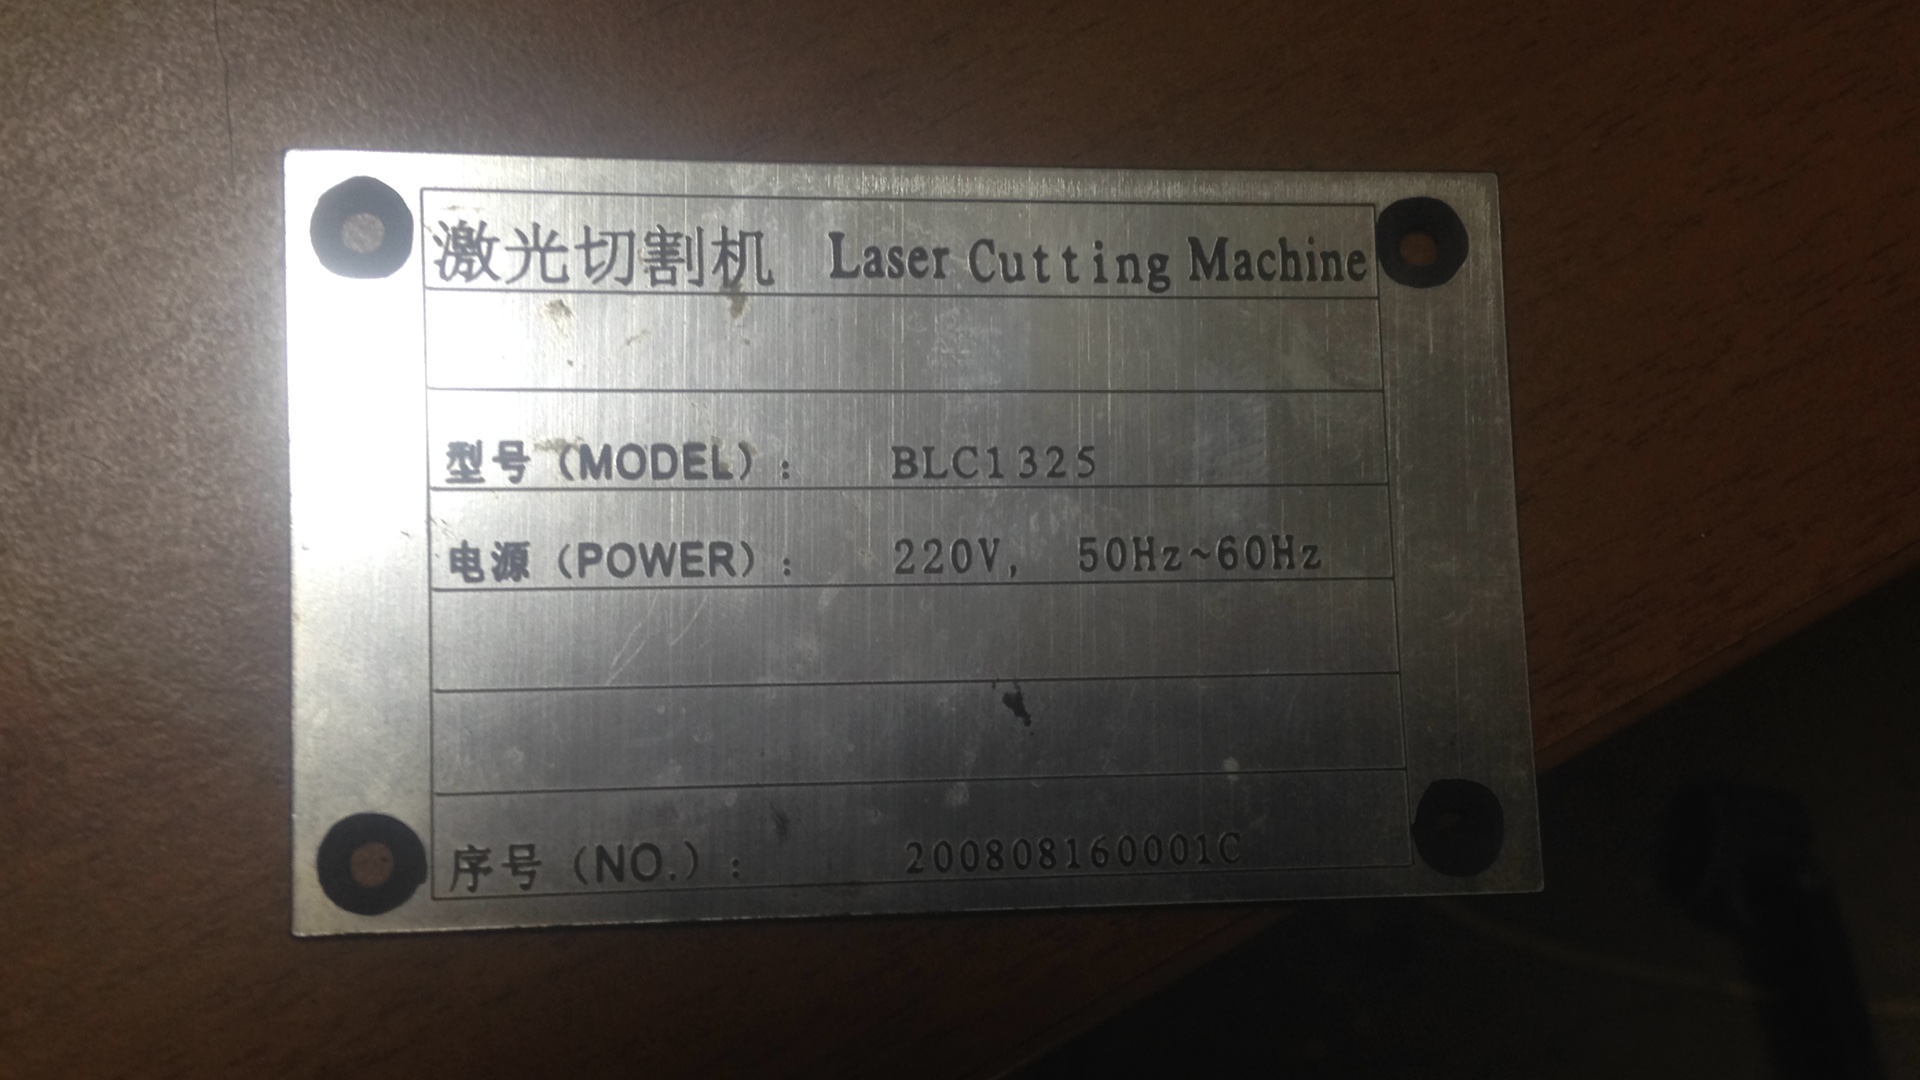 激光切割机 Laser Cutting Machine
型号（MODEL）： BLC1325
电源（POWER）： 220V, 50Hz~60Hz
序号（NO.）： 200808160001C